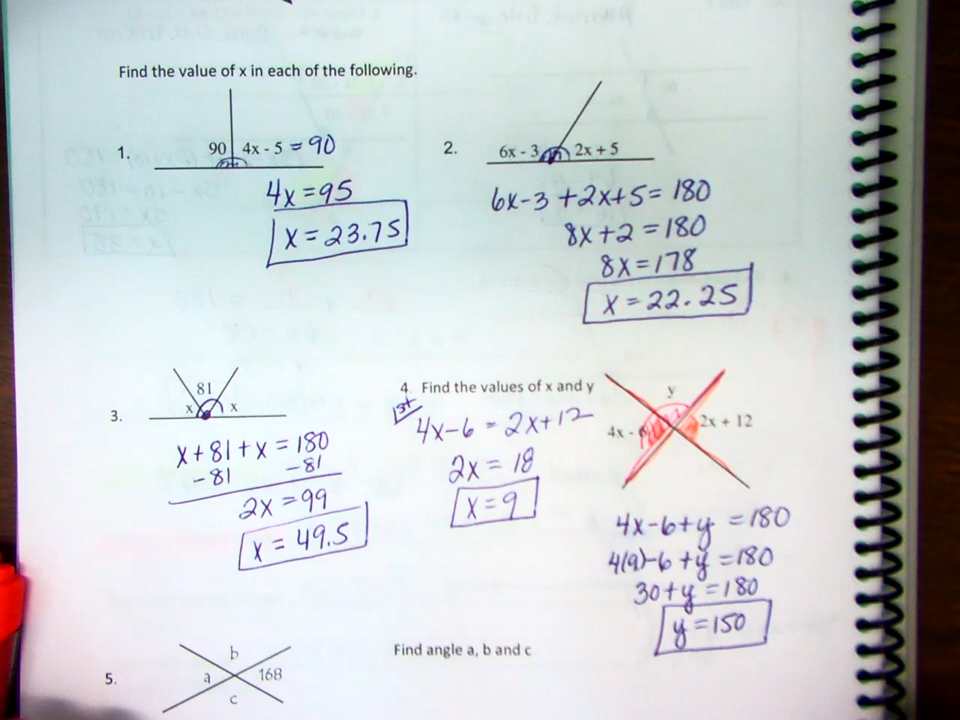 Find the value of x in each of the following.
1.
90 4x - 5 = 90
4x = 95
x = 23.75
2.
6x - 3 2x + 5
6x-3 +2x+5 = 180
8x+2 = 180
8x = 178
x = 22.25
3.
81
x x
x+81+x = 180
-81 -81
2x = 99
x = 49.5
4. Find the values of x and y
y
4x - 2x + 12
1st
4x-6 = 2x+12
2x = 18
x = 9
4x-6+y = 180
4(9)-6+y = 180
30+y = 180
y = 150
5.
Find angle a, b and c
b
a 168
c